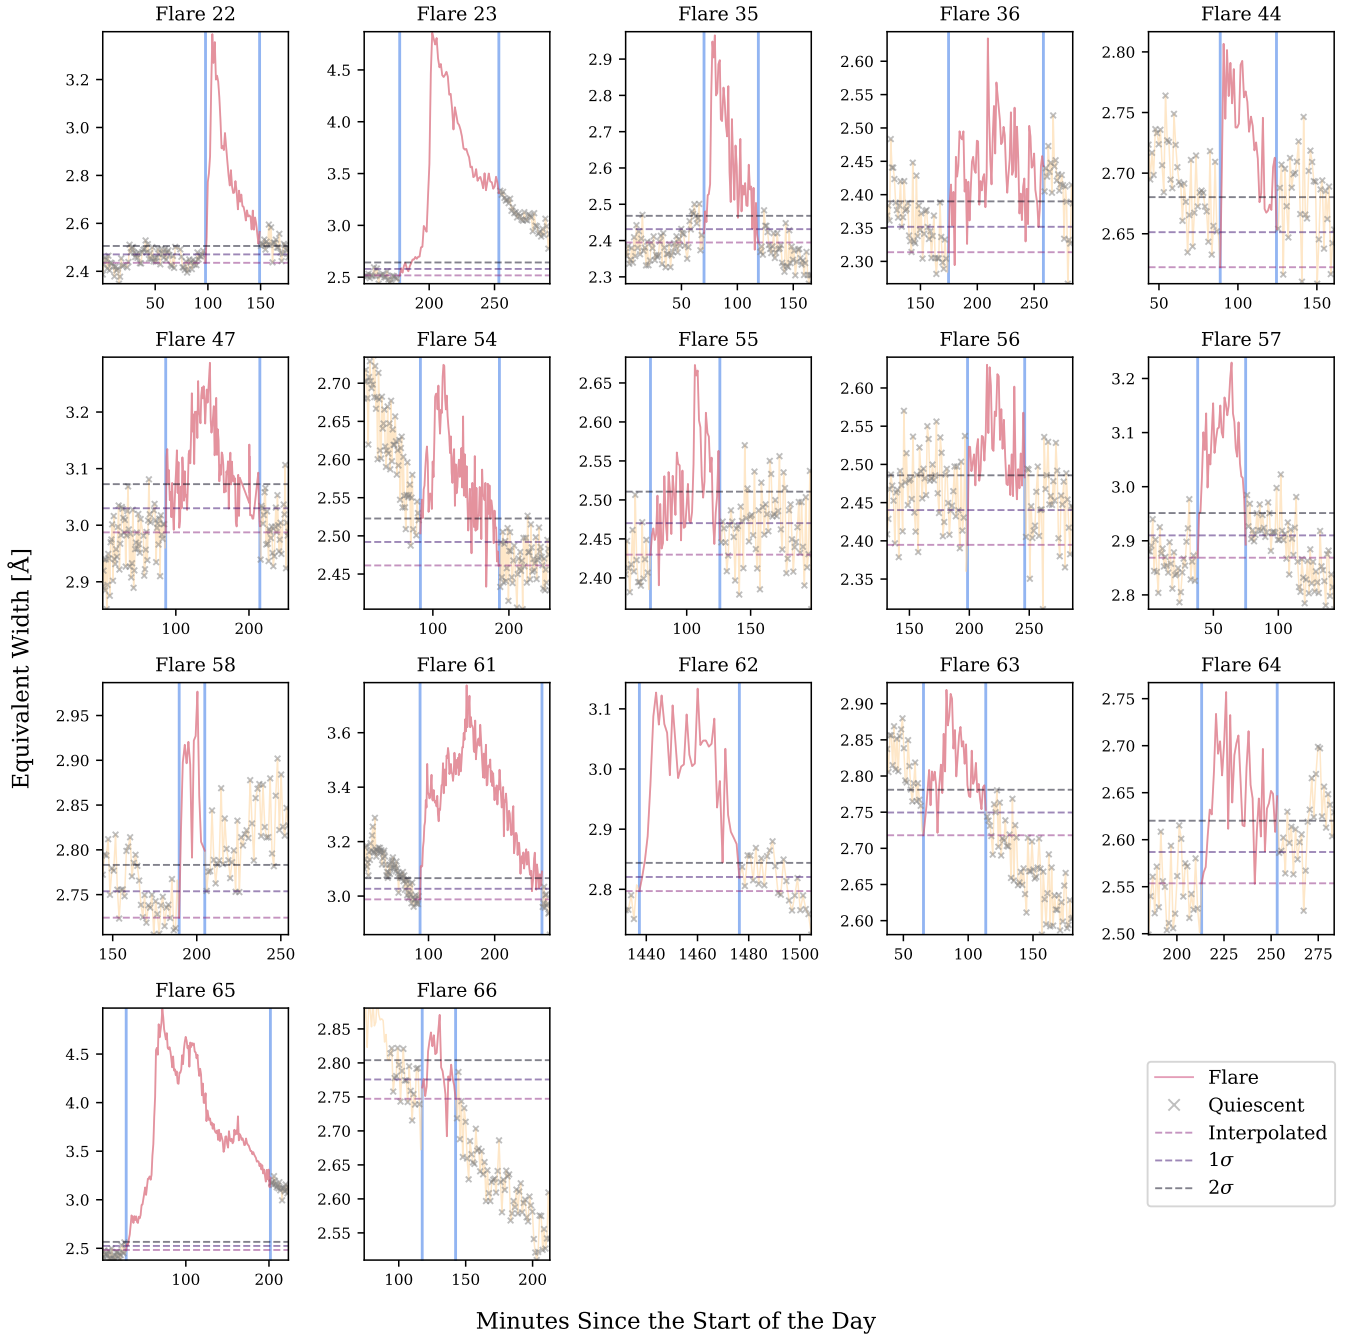 Flare 22 Flare 23 Flare 35 Flare 36 Flare 44
3.2 3.0 2.8 2.6 2.4
50 100 150
4.5 4.0 3.5 3.0 2.5
200 250
2.9 2.8 2.7 2.6 2.5 2.4 2.3
50 100 150
2.60 2.55 2.50 2.45 2.40 2.35 2.30
150 200 250
2.80 2.75 2.70 2.65
50 100 150
Flare 47 Flare 54 Flare 55 Flare 56 Flare 57
3.2 3.1 3.0 2.9
100 200
2.70 2.65 2.60 2.55 2.50 2.45
100 200
2.65 2.60 2.55 2.50 2.45 2.40
100 150
2.60 2.55 2.50 2.45 2.40 2.35
150 200 250
3.2 3.1 3.0 2.9 2.8
50 100
Equivalent Width [Å]
Flare 58 Flare 61 Flare 62 Flare 63 Flare 64
2.95 2.90 2.85 2.80 2.75
150 200 250
3.6 3.4 3.2 3.0
100 200
3.1 3.0 2.9 2.8
1440 1460 1480 1500
2.90 2.85 2.80 2.75 2.70 2.65 2.60
50 100 150
2.75 2.70 2.65 2.60 2.55 2.50
200 225 250 275
Flare 65 Flare 66
4.5 4.0 3.5 3.0 2.5
100 200
2.85 2.80 2.75 2.70 2.65 2.60 2.55
100 150 200
Flare
Quiescent
Interpolated
1σ
2σ
Minutes Since the Start of the Day